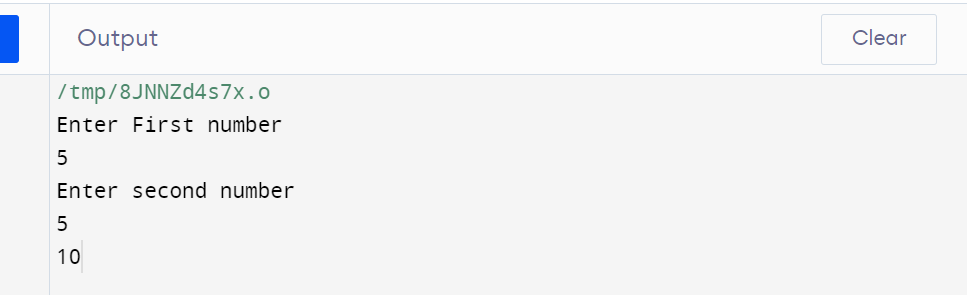 Output
Clear
/tmp/8JNNZd4s7x.o
Enter First number
5
Enter second number
5
10